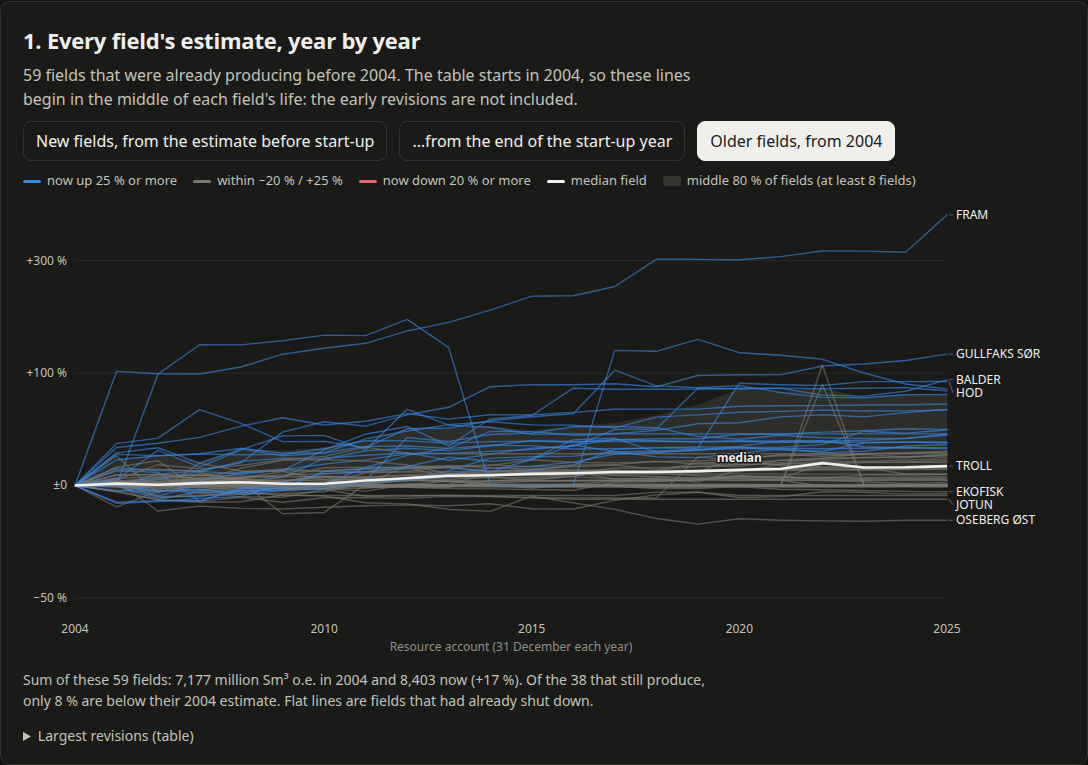 1. Every field's estimate, year by year
59 fields that were already producing before 2004. The table starts in 2004, so these lines
begin in the middle of each field's life: the early revisions are not included.
New fields, from the estimate before start-up
...from the end of the start-up year
Older fields, from 2004
now up 25 % or more
within −20 % / +25 %
now down 20 % or more
median field
middle 80 % of fields (at least 8 fields)
FRAM
+300 %
GULLFAKS SØR
+100 %
BALDER
HOD
median
TROLL
±0
EKOFISK
JOTUN
OSEBERG ØST
−50 %
2004
2010
2015
2020
2025
Resource account (31 December each year)
Sum of these 59 fields: 7,177 million Sm³ o.e. in 2004 and 8,403 now (+17 %). Of the 38 that still produce,
only 8 % are below their 2004 estimate. Flat lines are fields that had already shut down.
▶ Largest revisions (table)